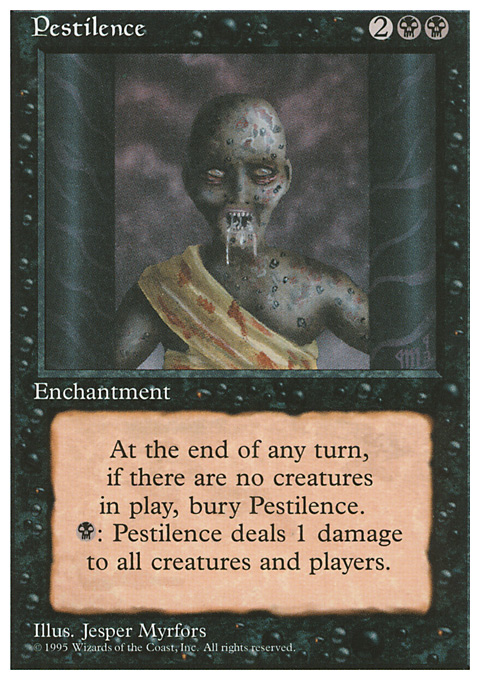 Pestilence 2
Enchantment
At the end of any turn,
if there are no creatures
in play, bury Pestilence.
: Pestilence deals 1 damage
to all creatures and players.
Illus. Jesper Myrfors
© 1995 Wizards of the Coast, Inc. All rights reserved.